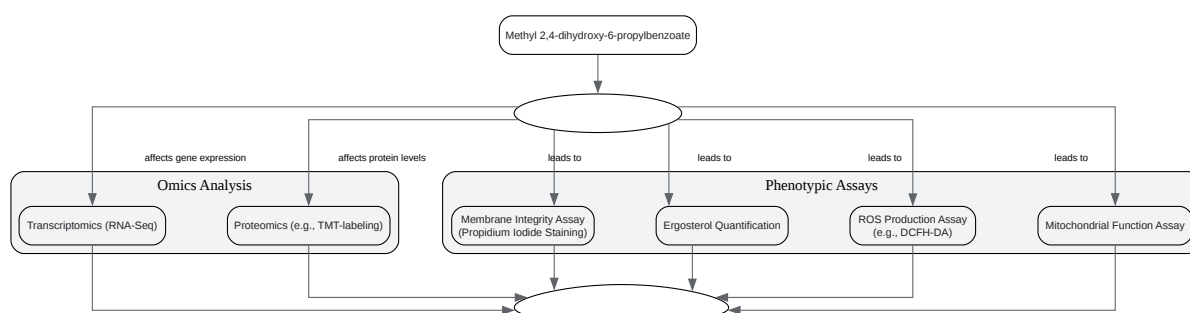 Methyl 2,4-dihydroxy-6-propylbenzoate
affects gene expression
affects protein levels
leads to
leads to
leads to
leads to
Omics Analysis
Phenotypic Assays
Transcriptomics (RNA-Seq)
Proteomics (e.g., TMT-labeling)
Membrane Integrity Assay
(Propidium Iodide Staining)
Ergosterol Quantification
ROS Production Assay
(e.g., DCFH-DA)
Mitochondrial Function Assay